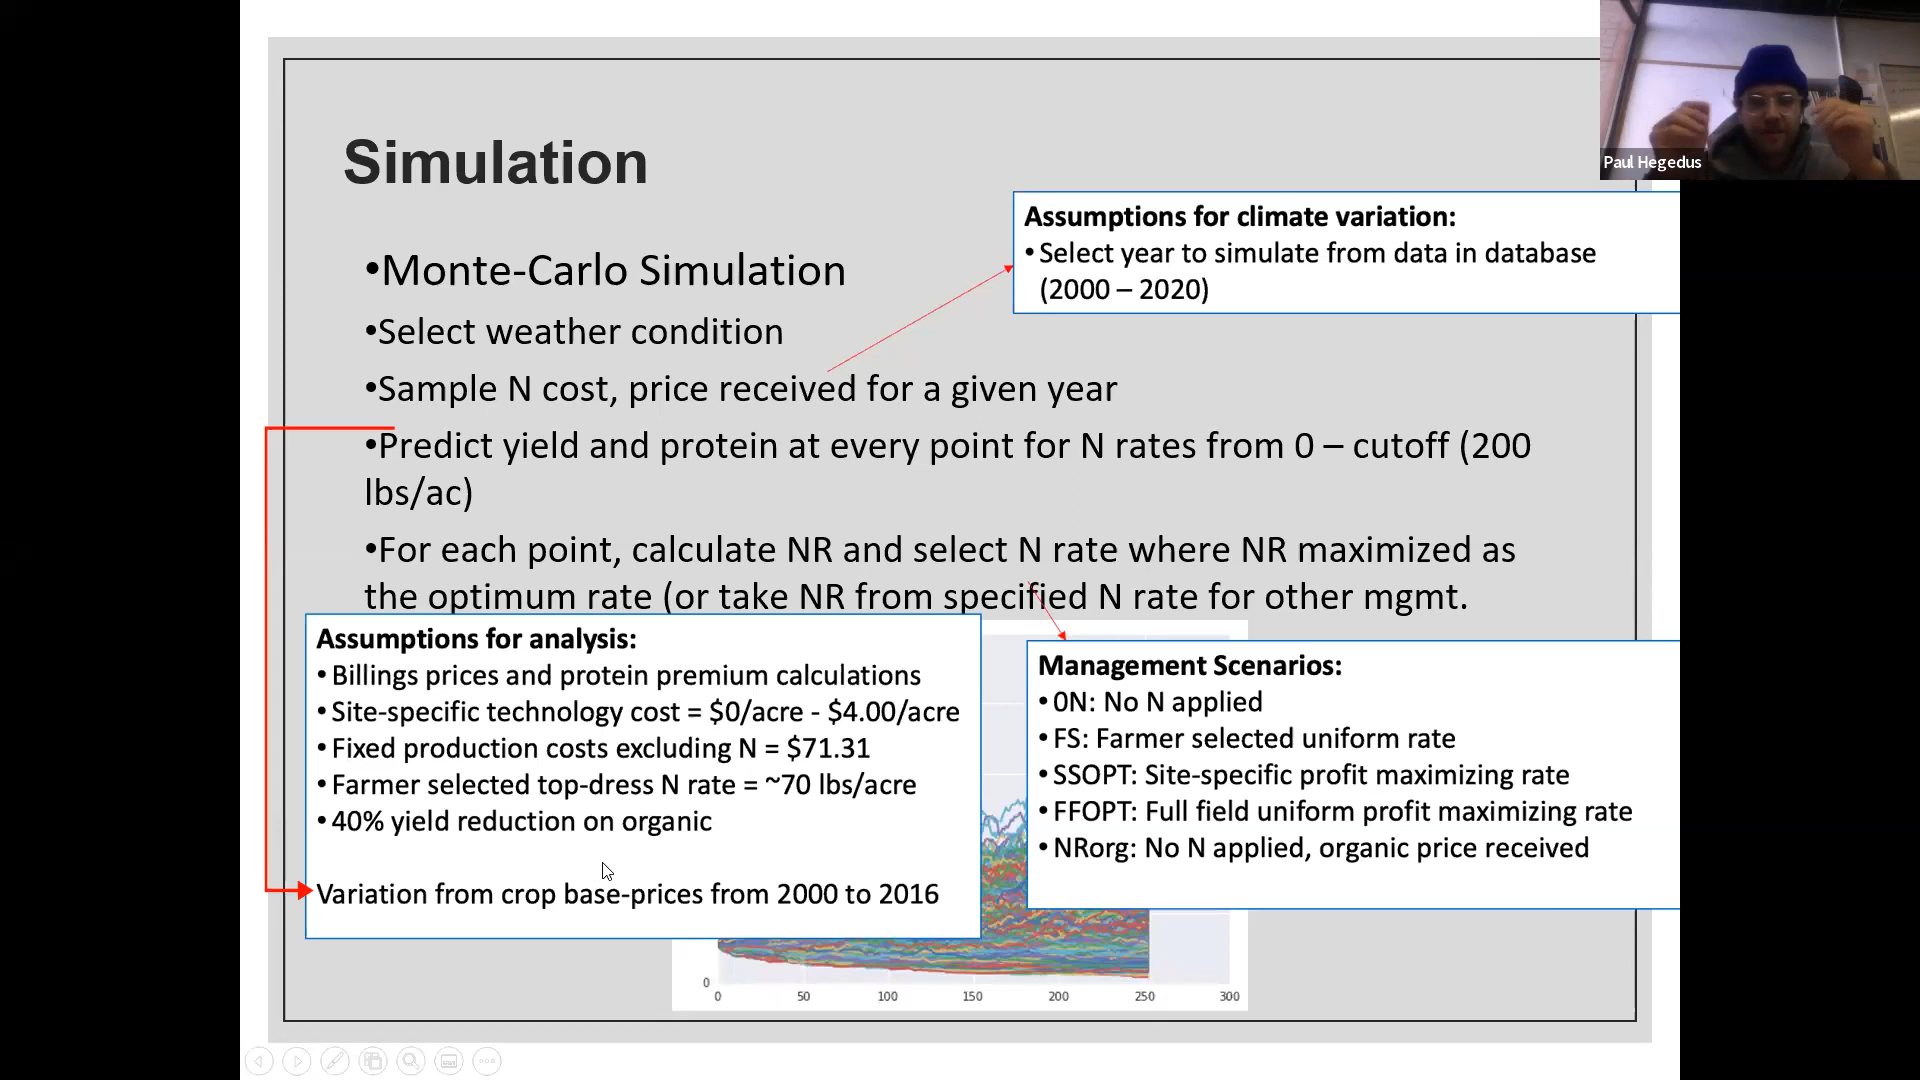 Paul Hegedus
Simulation
•Monte-Carlo Simulation
•Select weather condition
•Sample N cost, price received for a given year
•Predict yield and protein at every point for N rates from 0 – cutoff (200
lbs/ac)
•For each point, calculate NR and select N rate where NR maximized as
the optimum rate (or take NR from specified N rate for other mgmt.
Assumptions for climate variation:
•Select year to simulate from data in database
(2000 – 2020)
Assumptions for analysis:
•Billings prices and protein premium calculations
•Site-specific technology cost = $0/acre - $4.00/acre
•Fixed production costs excluding N = $71.31
•Farmer selected top-dress N rate = ~70 lbs/acre
•40% yield reduction on organic
Variation from crop base-prices from 2000 to 2016
Management Scenarios:
•0N: No N applied
•FS: Farmer selected uniform rate
•SSOPT: Site-specific profit maximizing rate
•FFOPT: Full field uniform profit maximizing rate
•NRorg: No N applied, organic price received
0
0 50 100 150 200 250 300